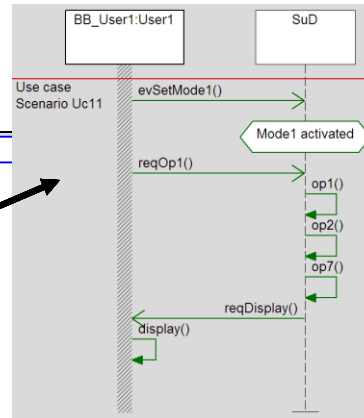 BB_User1:User1
SuD
Use case
Scenario Uc11
evSetMode1()
Mode1 activated
reqOp1()
op1()
op2()
op7()
reqDisplay()
display()